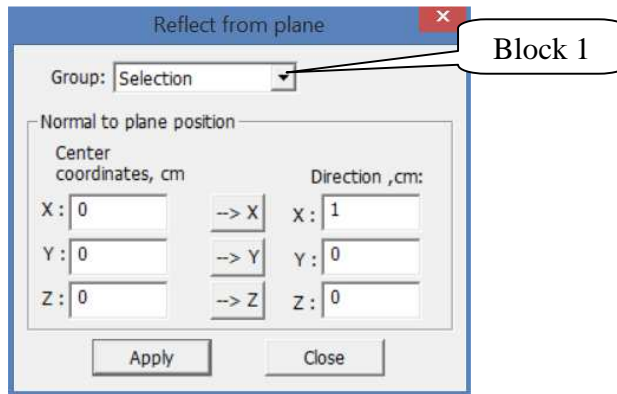 Reflect from plane
x
Block 1
Group: Selection
Normal to plane position
Center
coordinates, cm
Direction ,cm:
X : 0 --> X X : 1
Y : 0 --> Y Y : 0
Z : 0 --> Z Z : 0
Apply Close